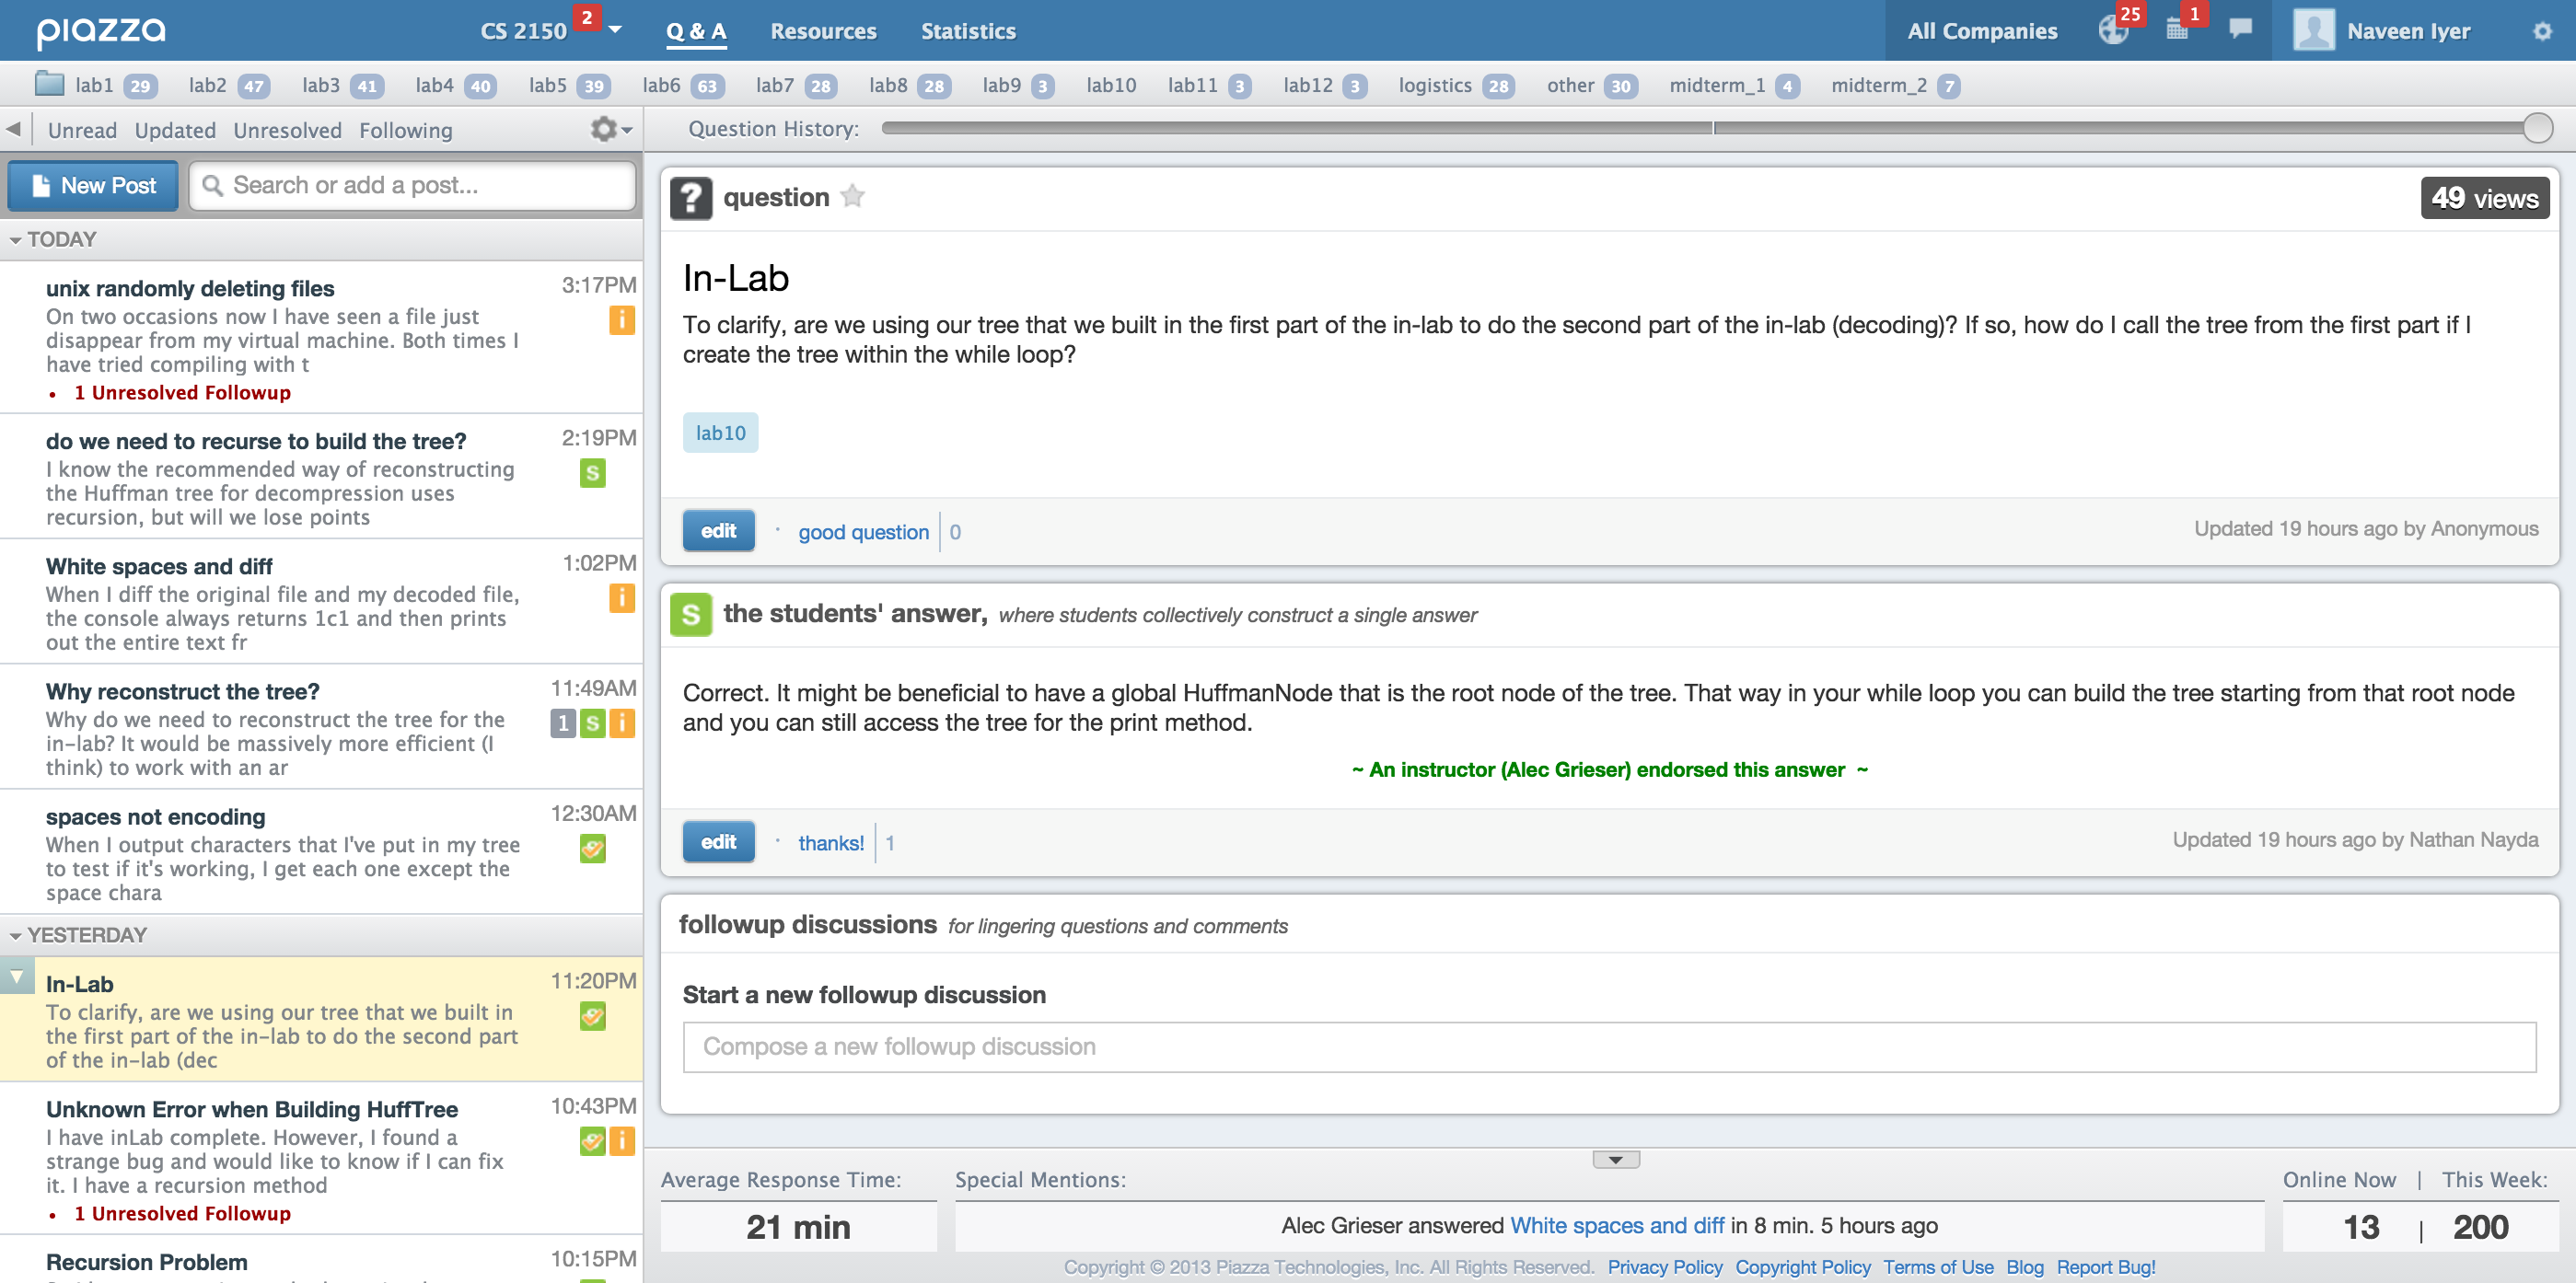 piazza
CS 2150 2
Q & A
Resources
Statistics
All Companies
25
1
Naveen Iyer
lab1 29 lab2 47 lab3 41 lab4 40 lab5 39 lab6 63 lab7 28 lab8 28 lab9 3 lab10 lab11 3 lab12 3 logistics 28 other 30 midterm_1 4 midterm_2 7
Unread Updated Unresolved Following
Question History:
New Post
Search or add a post...
TODAY
unix randomly deleting files 3:17PM
On two occasions now I have seen a file just
disappear from my virtual machine. Both times I
have tried compiling with t
i
• 1 Unresolved Followup
do we need to recurse to build the tree? 2:19PM
I know the recommended way of reconstructing
the Huffman tree for decompression uses
recursion, but will we lose points
S
White spaces and diff 1:02PM
When I diff the original file and my decoded file,
the console always returns 1c1 and then prints
out the entire text fr
i
Why reconstruct the tree? 11:49AM
Why do we need to reconstruct the tree for the
in-lab? It would be massively more efficient (I
think) to work with an ar
1 S i
spaces not encoding 12:30AM
When I output characters that I've put in my tree
to test if it's working, I get each one except the
space chara
YESTERDAY
In-Lab 11:20PM
To clarify, are we using our tree that we built in
the first part of the in-lab to do the second part
of the in-lab (dec
Unknown Error when Building HuffTree 10:43PM
I have inLab complete. However, I found a
strange bug and would like to know if I can fix
it. I have a recursion method
i
• 1 Unresolved Followup
Recursion Problem 10:15PM
? question
49 views
In-Lab
To clarify, are we using our tree that we built in the first part of the in-lab to do the second part of the in-lab (decoding)? If so, how do I call the tree from the first part if I
create the tree within the while loop?
lab10
edit · good question 0
Updated 19 hours ago by Anonymous
S the students' answer, where students collectively construct a single answer
Correct. It might be beneficial to have a global HuffmanNode that is the root node of the tree. That way in your while loop you can build the tree starting from that root node
and you can still access the tree for the print method.
~ An instructor (Alec Grieser) endorsed this answer ~
edit · thanks! 1
Updated 19 hours ago by Nathan Nayda
followup discussions for lingering questions and comments
Start a new followup discussion
Compose a new followup discussion
Average Response Time: Special Mentions: Online Now | This Week:
21 min Alec Grieser answered White spaces and diff in 8 min. 5 hours ago 13 | 200
Copyright © 2013 Piazza Technologies, Inc. All Rights Reserved. Privacy Policy Copyright Policy Terms of Use Blog Report Bug!